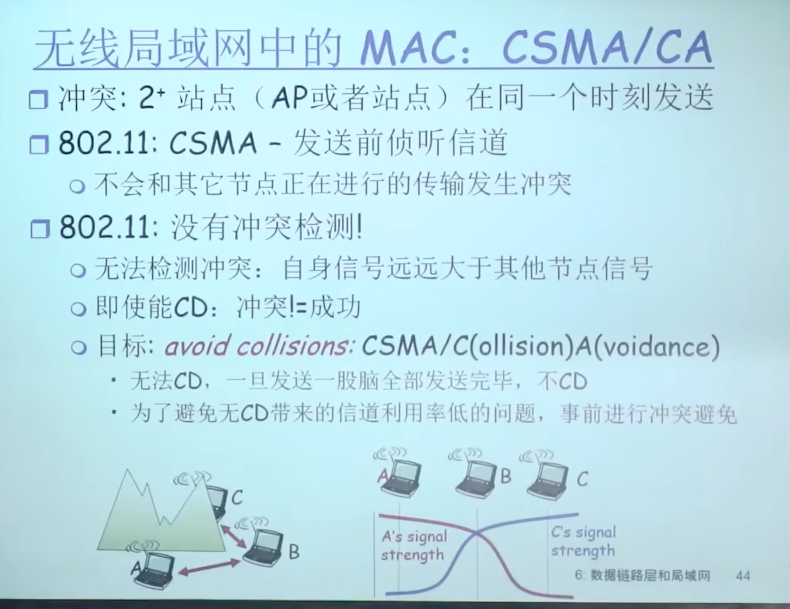 无线局域网中的 MAC：CSMA/CA
冲突: 2⁺ 站点（AP或者站点）在同一个时刻发送
802.11: CSMA – 发送前侦听信道
不会和其它节点正在进行的传输发生冲突
802.11: 没有冲突检测!
无法检测冲突：自身信号远远大于其他节点信号
即使能CD：冲突!=成功
目标: avoid collisions: CSMA/C(ollision)A(voidance)
无法CD，一旦发送一股脑全部发送完毕，不CD
为了避免无CD带来的信道利用率低的问题，事前进行冲突避免
A
B
C
C
B
A
A's signal
strength
C's signal
strength
6: 数据链路层和局域网
44